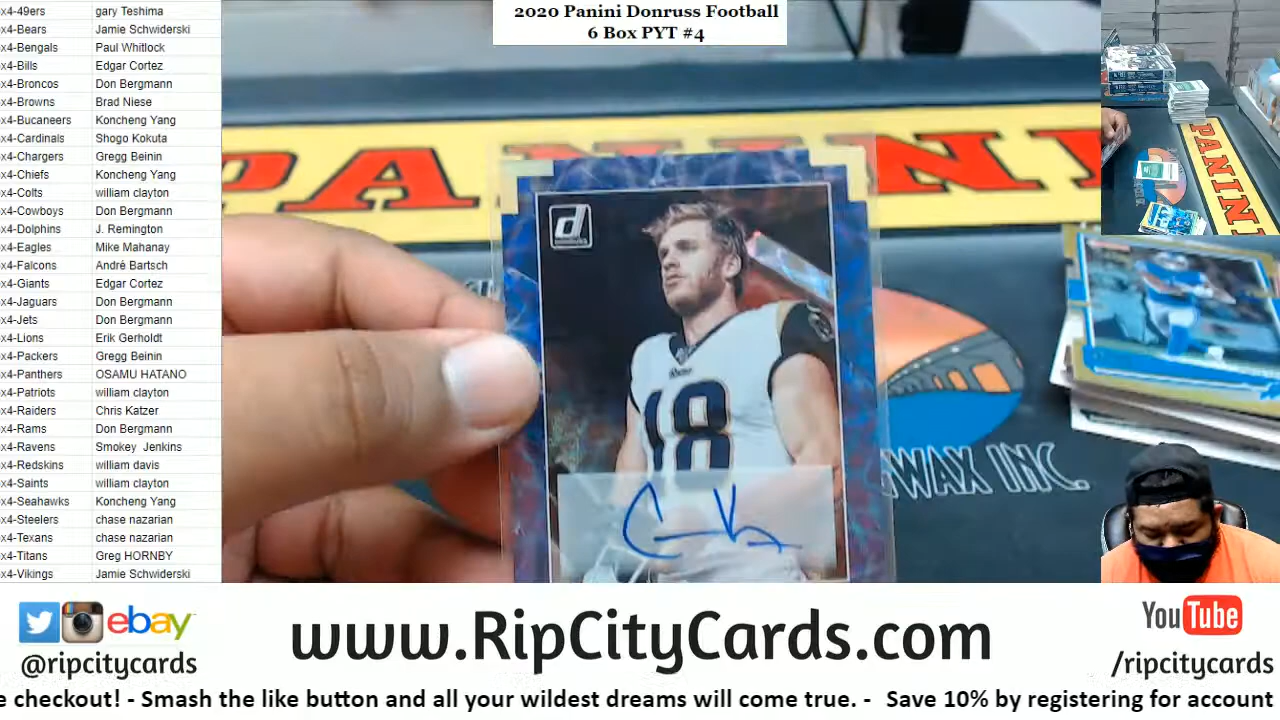 x4-49ers gary Teshima
x4-Bears Jamie Schwiderski
x4-Bengals Paul Whitlock
x4-Bills Edgar Cortez
x4-Broncos Don Bergmann
x4-Browns Brad Niese
x4-Bucaneers Koncheng Yang
x4-Cardinals Shogo Kokuta
x4-Chargers Gregg Beinin
x4-Chiefs Koncheng Yang
x4-Colts william clayton
x4-Cowboys Don Bergmann
x4-Dolphins J. Remington
x4-Eagles Mike Mahanay
x4-Falcons André Bartsch
x4-Giants Edgar Cortez
x4-Jaguars Don Bergmann
x4-Jets Don Bergmann
x4-Lions Erik Gerholdt
x4-Packers Gregg Beinin
x4-Panthers OSAMU HATANO
x4-Patriots william clayton
x4-Raiders Chris Katzer
x4-Rams Don Bergmann
x4-Ravens Smokey Jenkins
x4-Redskins william davis
x4-Saints william clayton
x4-Seahawks Koncheng Yang
x4-Steelers chase nazarian
x4-Texans chase nazarian
x4-Titans Greg HORNBY
x4-Vikings Jamie Schwiderski
2020 Panini Donruss Football
6 Box PYT #4
PANINI
d
18
WAX INC.
PANINI
ebay
@ripcitycards
www.RipCityCards.com
YouTube
/ripcitycards
e checkout! - Smash the like button and all your wildest dreams will come true. - Save 10% by registering for account